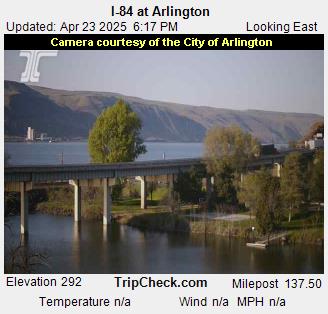 I-84 at Arlington
Updated: Apr 23 2025 6:17 PM Looking East
Camera courtesy of the City of Arlington
Elevation 292 TripCheck.com Milepost 137.50
Temperature n/a Wind n/a MPH n/a